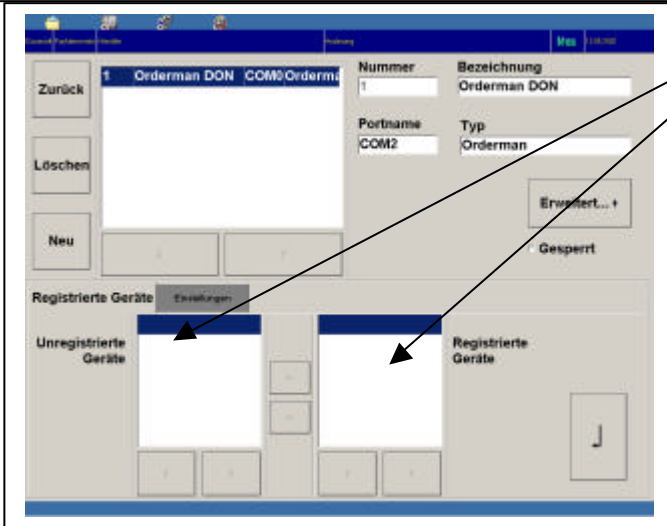 Nummer Bezeichnung
Zurück
1 Orderman DON COM0 Orderma
1 Orderman DON
Portname Typ
COM2 Orderman
Löschen
Erweitert... +
Neu
Gesperrt
Registrierte Geräte Einstellungen
Unregistrierte Geräte
Registrierte Geräte